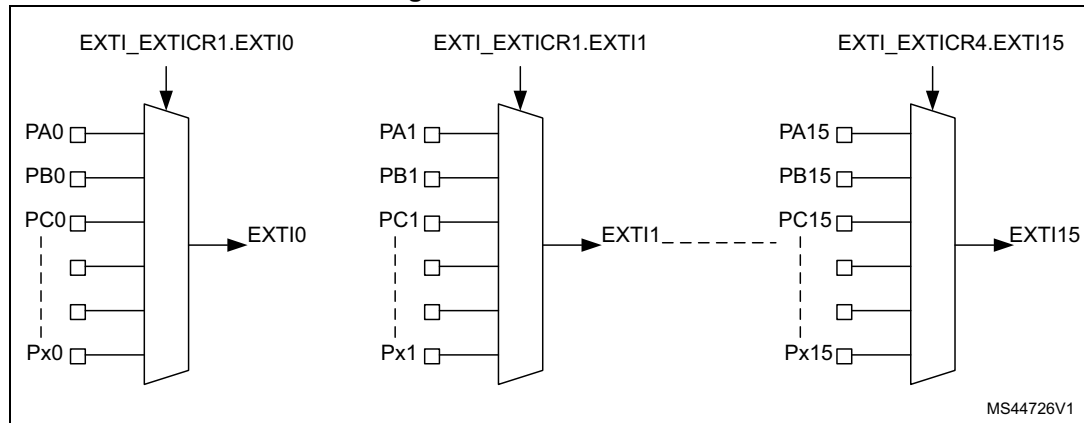 EXTI_EXTICR1.EXTI0 EXTI_EXTICR1.EXTI1 EXTI_EXTICR4.EXTI15
PA0 PA1 PA15
PB0 PB1 PB15
PC0 PC1 PC15
EXTI0 EXTI1 EXTI15
Px0 Px1 Px15
MS44726V1